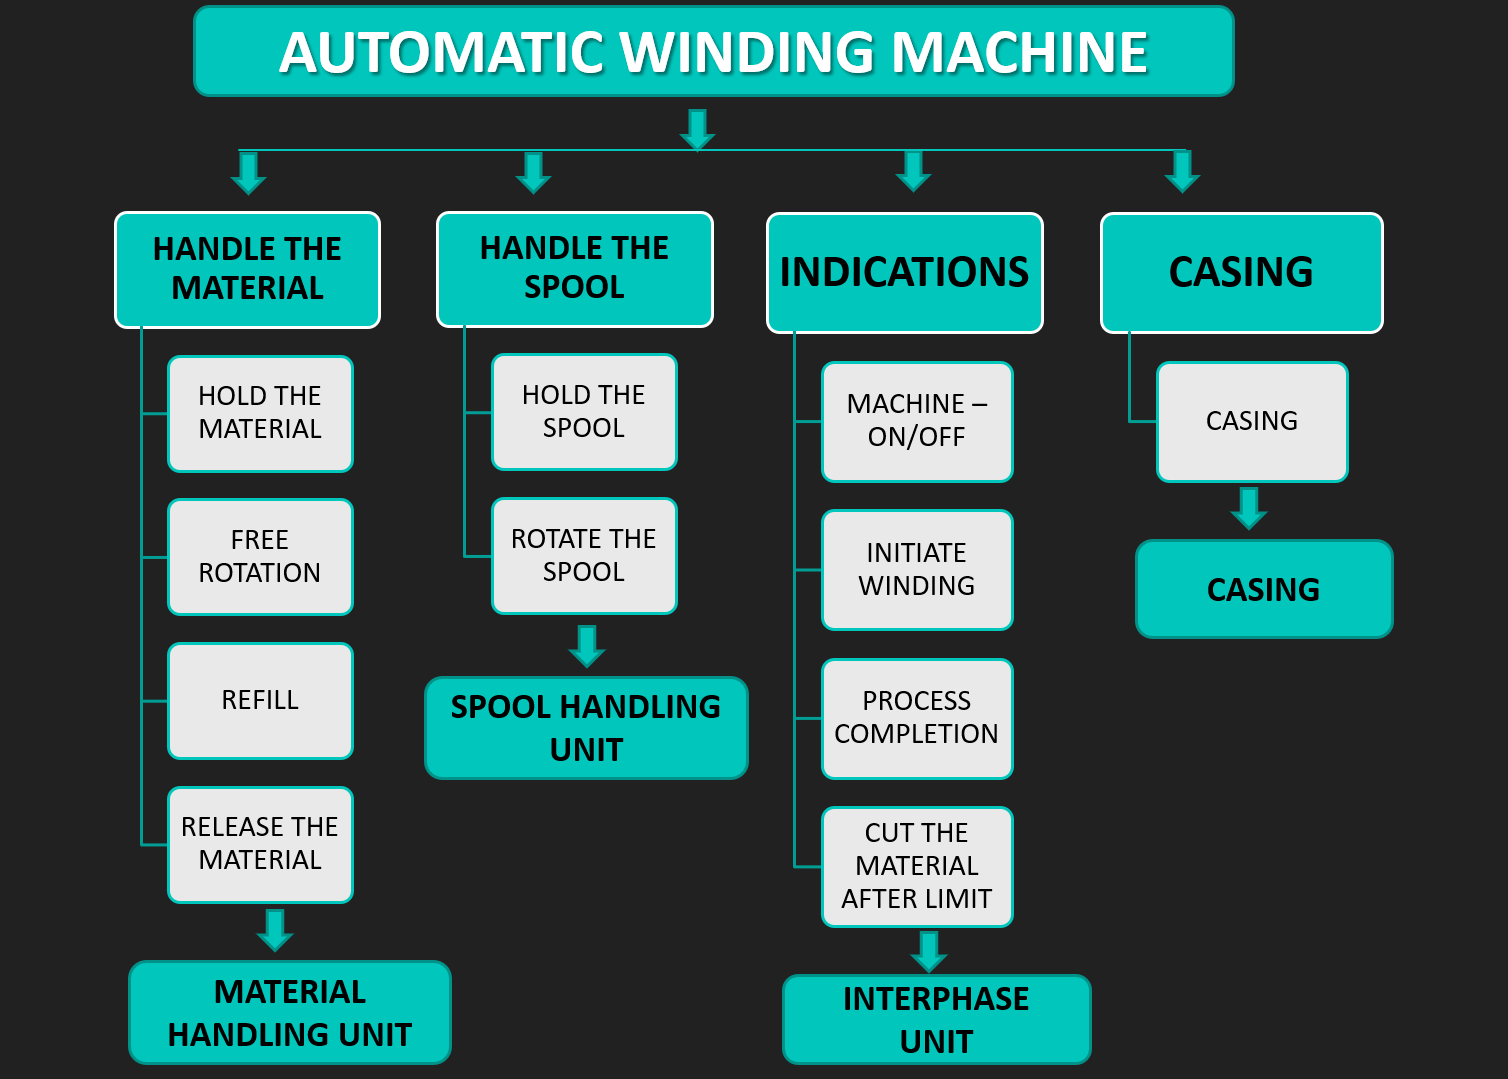 AUTOMATIC WINDING MACHINE
HANDLE THE
MATERIAL
HOLD THE
MATERIAL
FREE
ROTATION
REFILL
RELEASE THE
MATERIAL
MATERIAL
HANDLING UNIT
HANDLE THE
SPOOL
HOLD THE
SPOOL
ROTATE THE
SPOOL
SPOOL HANDLING
UNIT
INDICATIONS
MACHINE –
ON/OFF
INITIATE
WINDING
PROCESS
COMPLETION
CUT THE
MATERIAL
AFTER LIMIT
INTERPHASE
UNIT
CASING
CASING
CASING